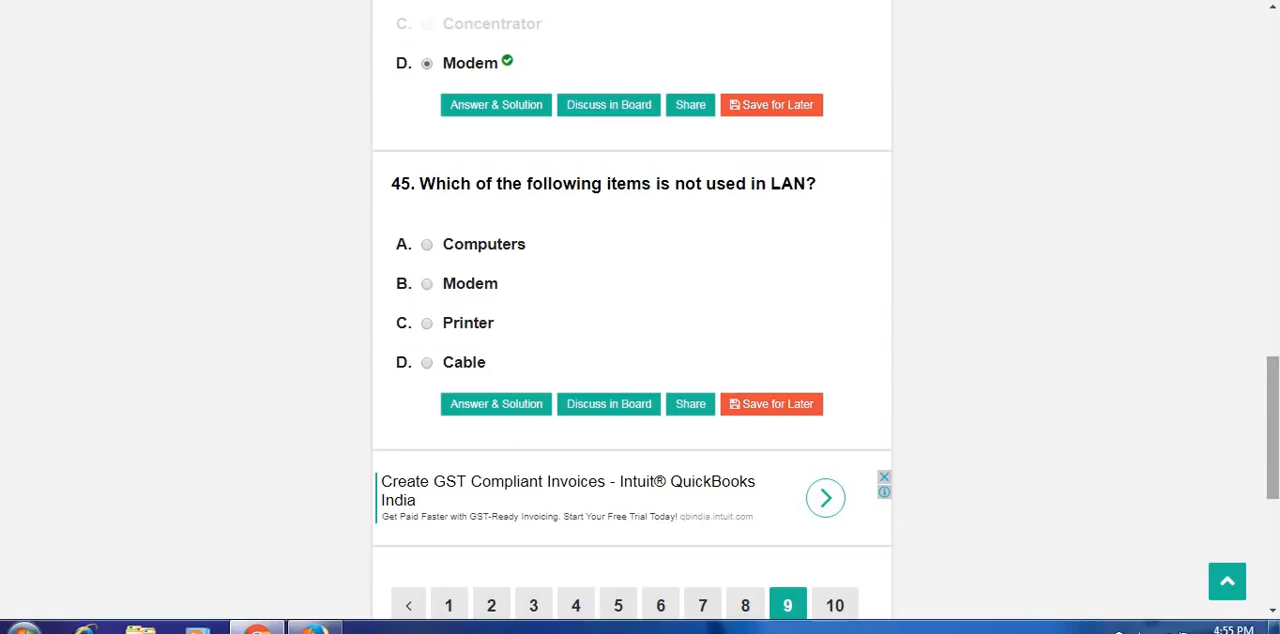 C. Concentrator
D. Modem
Answer & Solution Discuss in Board Share Save for Later
45. Which of the following items is not used in LAN?
A. Computers
B. Modem
C. Printer
D. Cable
Answer & Solution Discuss in Board Share Save for Later
Create GST Compliant Invoices - Intuit® QuickBooks
India
Get Paid Faster with GST-Ready Invoicing. Start Your Free Trial Today! qbindia.intuit.com
< 1 2 3 4 5 6 7 8 9 10
4:55 PM